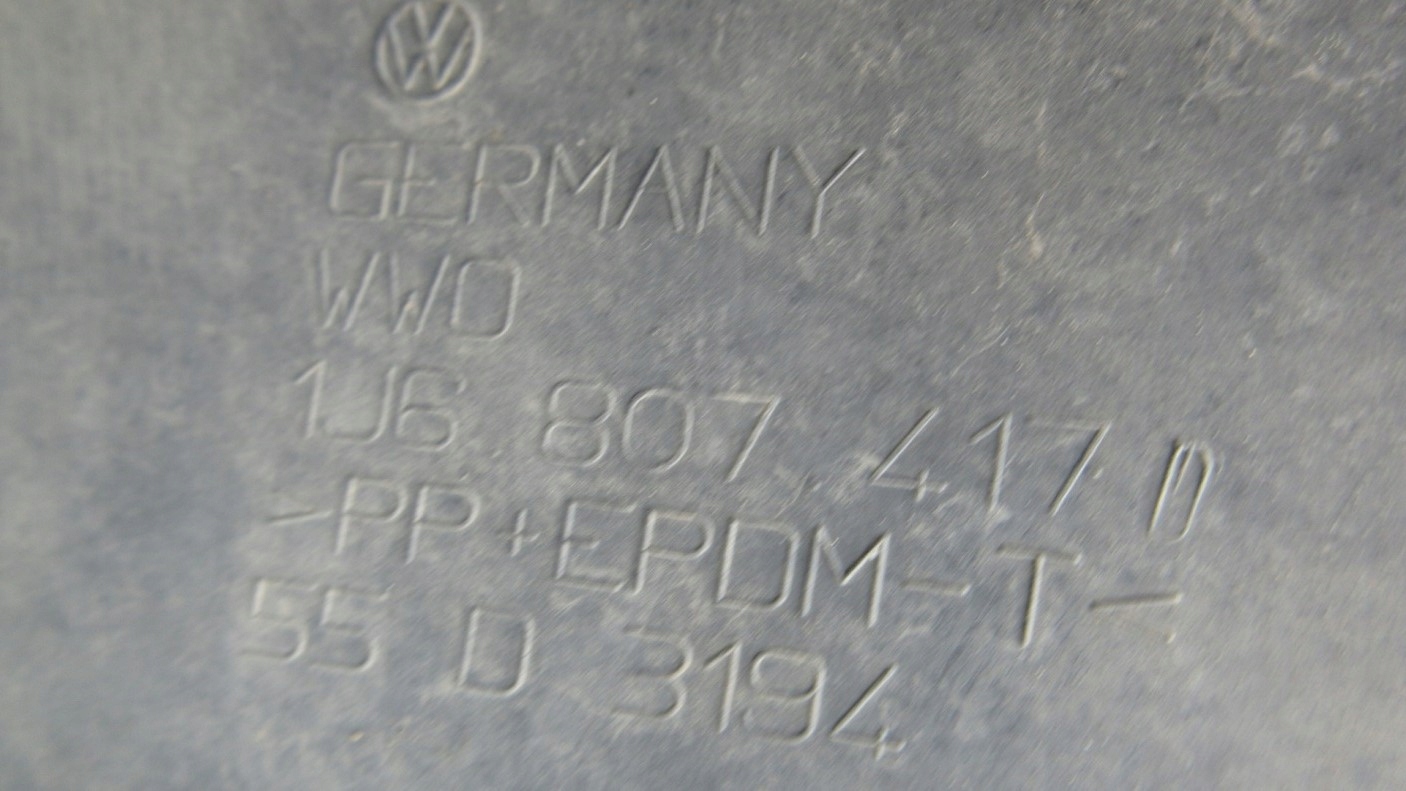 VW
GERMANY
WWO
1J6 807 417 D
>PP+EPDM-T-
55 D 3194